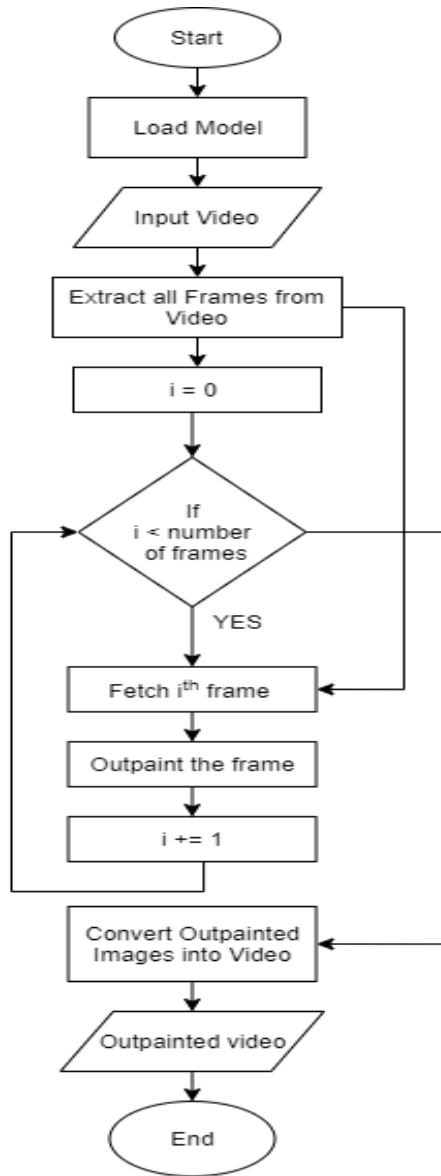 Start
Load Model
Input Video
Extract all Frames from
Video
i = 0
If
i < number
of frames
YES
Fetch iᵗʰ frame
Outpaint the frame
i += 1
Convert Outpainted
Images into Video
Outpainted video
End